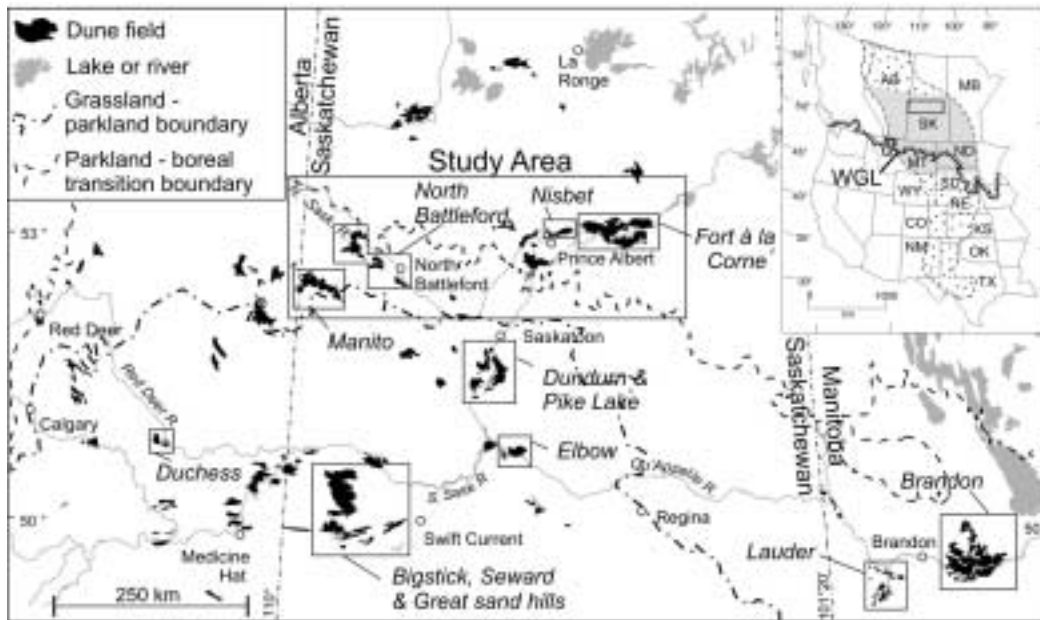 Dune field
Lake or river
Grassland -
parkland boundary
Parkland - boreal
transition boundary
Alberta
Saskatchewan
La
Ronge
Study Area
North
Battleford
Nisbet
Prince Albert
Fort à la
Corne
North
Battleford
Manito
53
Red Deer
Red Deer R.
Calgary
Duchess
Saskatoon
Dundurn &
Pike Lake
Elbow
Qu'Appelle R.
S. Sask R.
50
Medicine
Hat
Swift Current
Regina
Bigstick, Seward
& Great sand hills
250 km
110°
Saskatchewan
Manitoba
Brandon
Brandon
Lauder
50
AB
SK
MB
WGL
MT
ND
SD
WY
NE
CO
KS
NM
OK
TX